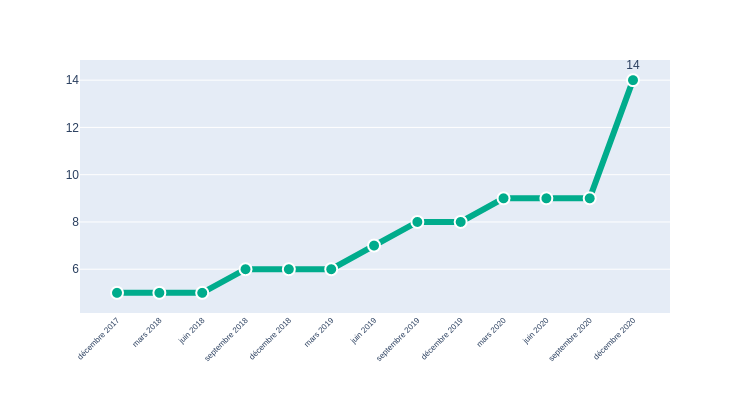 14
14
12
10
8
6
décembre 2017
mars 2018
juin 2018
septembre 2018
décembre 2018
mars 2019
juin 2019
septembre 2019
décembre 2019
mars 2020
juin 2020
septembre 2020
décembre 2020